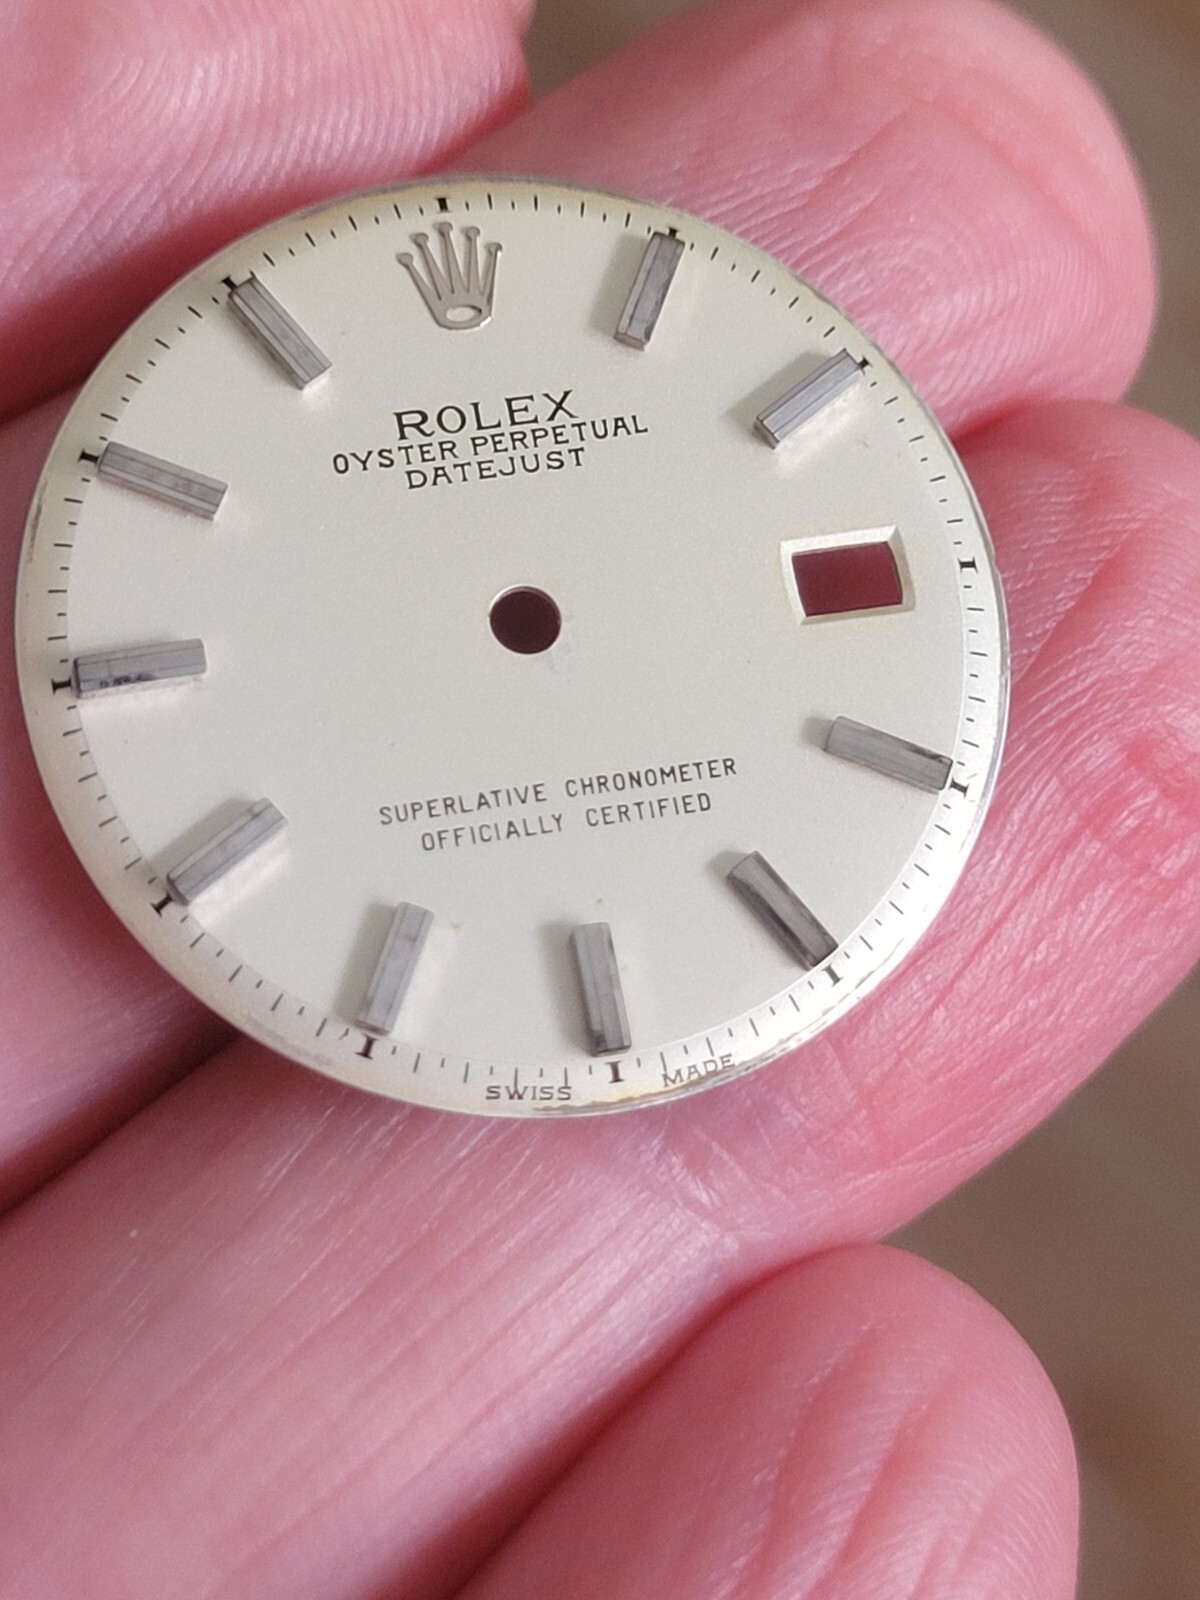 ROLEX
OYSTER PERPETUAL
DATEJUST
SUPERLATIVE CHRONOMETER
OFFICIALLY CERTIFIED
SWISS MADE